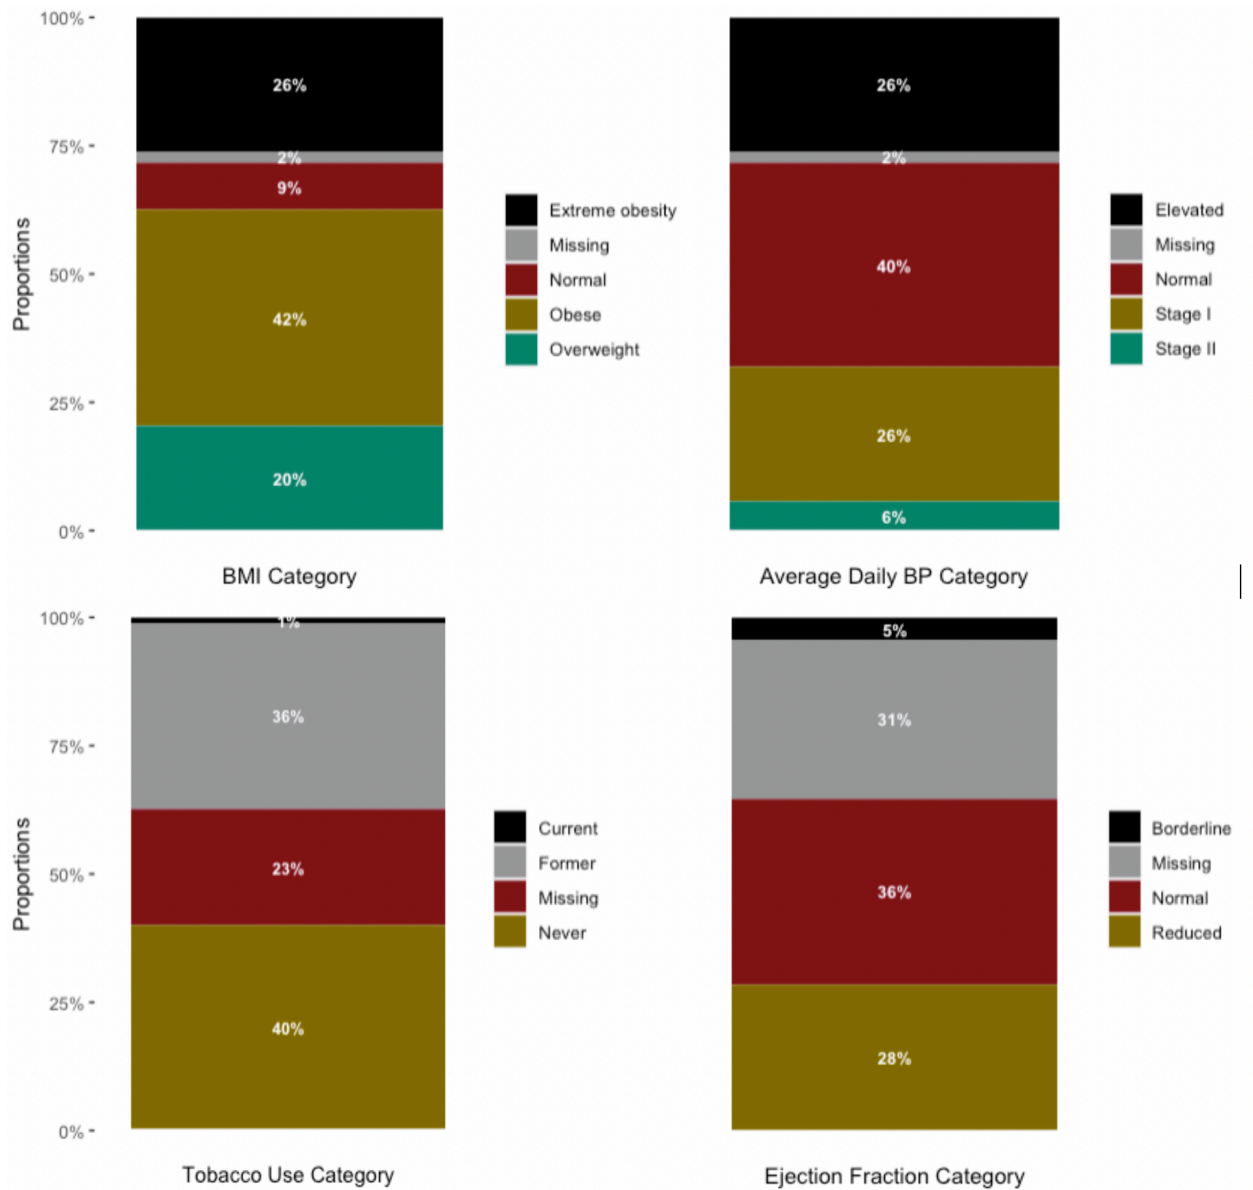 100%
75%
50%
25%
0%
Proportions
26%
2%
9%
42%
20%
BMI Category
Extreme obesity
Missing
Normal
Obese
Overweight
26%
2%
40%
26%
6%
Average Daily BP Category
Elevated
Missing
Normal
Stage I
Stage II
100%
75%
50%
25%
0%
Proportions
1%
36%
23%
40%
Tobacco Use Category
Current
Former
Missing
Never
5%
31%
36%
28%
Ejection Fraction Category
Borderline
Missing
Normal
Reduced